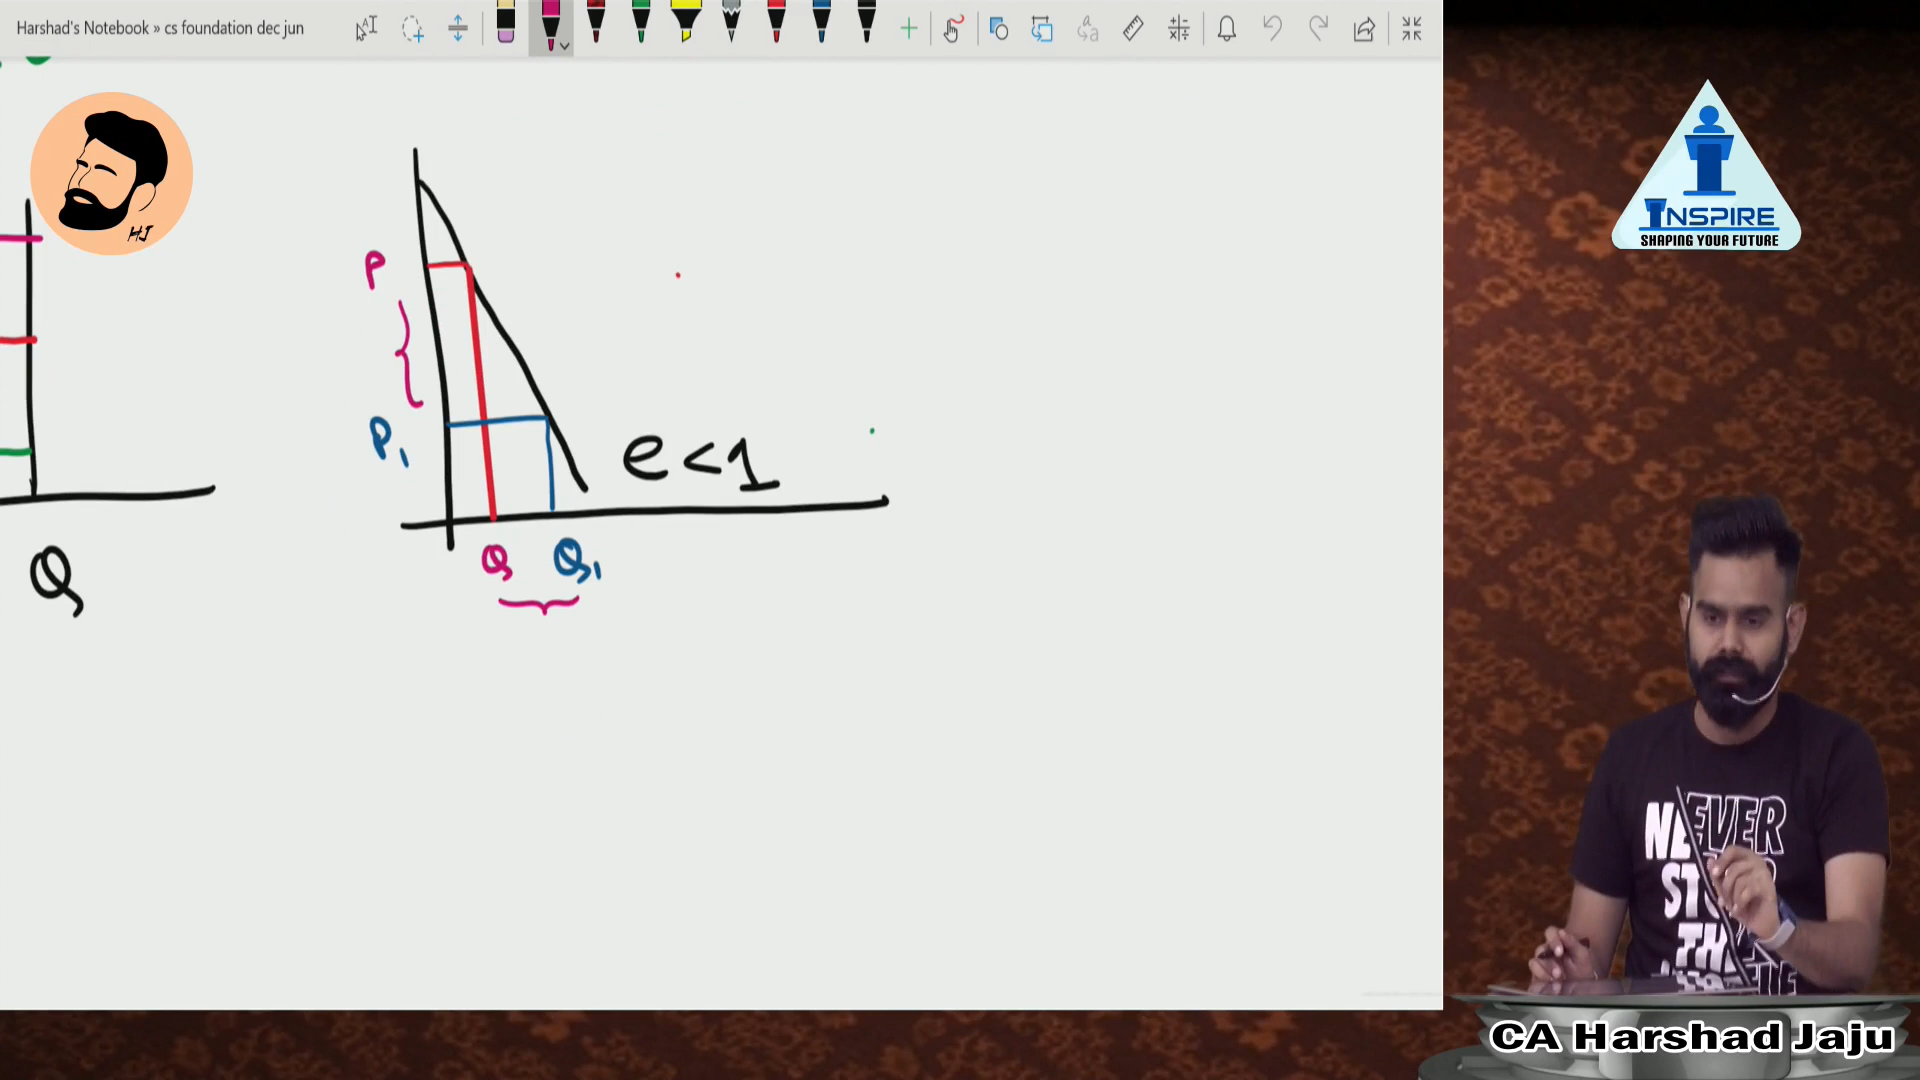 Harshad's Notebook » cs foundation dec jun
HJ
INSPIRE
SHAPING YOUR FUTURE
P
P₁
e<1
Q
Q₁
Q
NEVER
CA Harshad Jaju